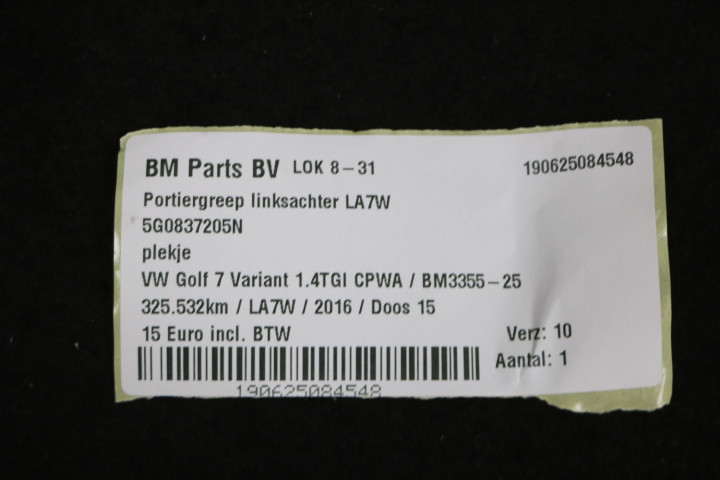 BM Parts BV LOK 8-31 190625084548
Portiergreep linksachter LA7W
5G0837205N
plekje
VW Golf 7 Variant 1.4TGI CPWA / BM3355-25
325.532km / LA7W / 2016 / Doos 15
15 Euro incl. BTW Verz: 10
Aantal: 1
190625084548